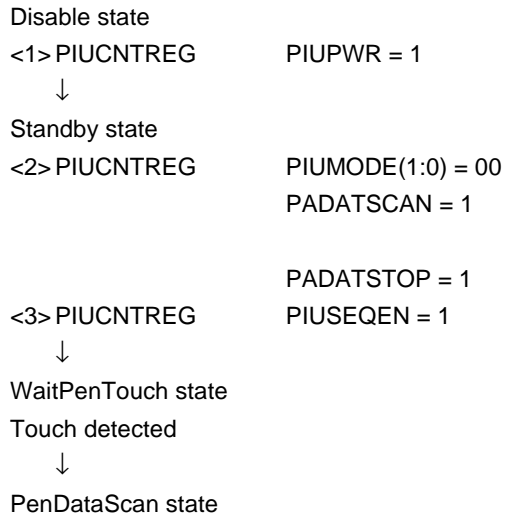 Disable state
<1> PIUCNTREG PIUPWR = 1
↓
Standby state
<2> PIUCNTREG PIUMODE(1:0) = 00
PADATSCAN = 1
PADATSTOP = 1
<3> PIUCNTREG PIUSEQEN = 1
↓
WaitPenTouch state
Touch detected
↓
PenDataScan state